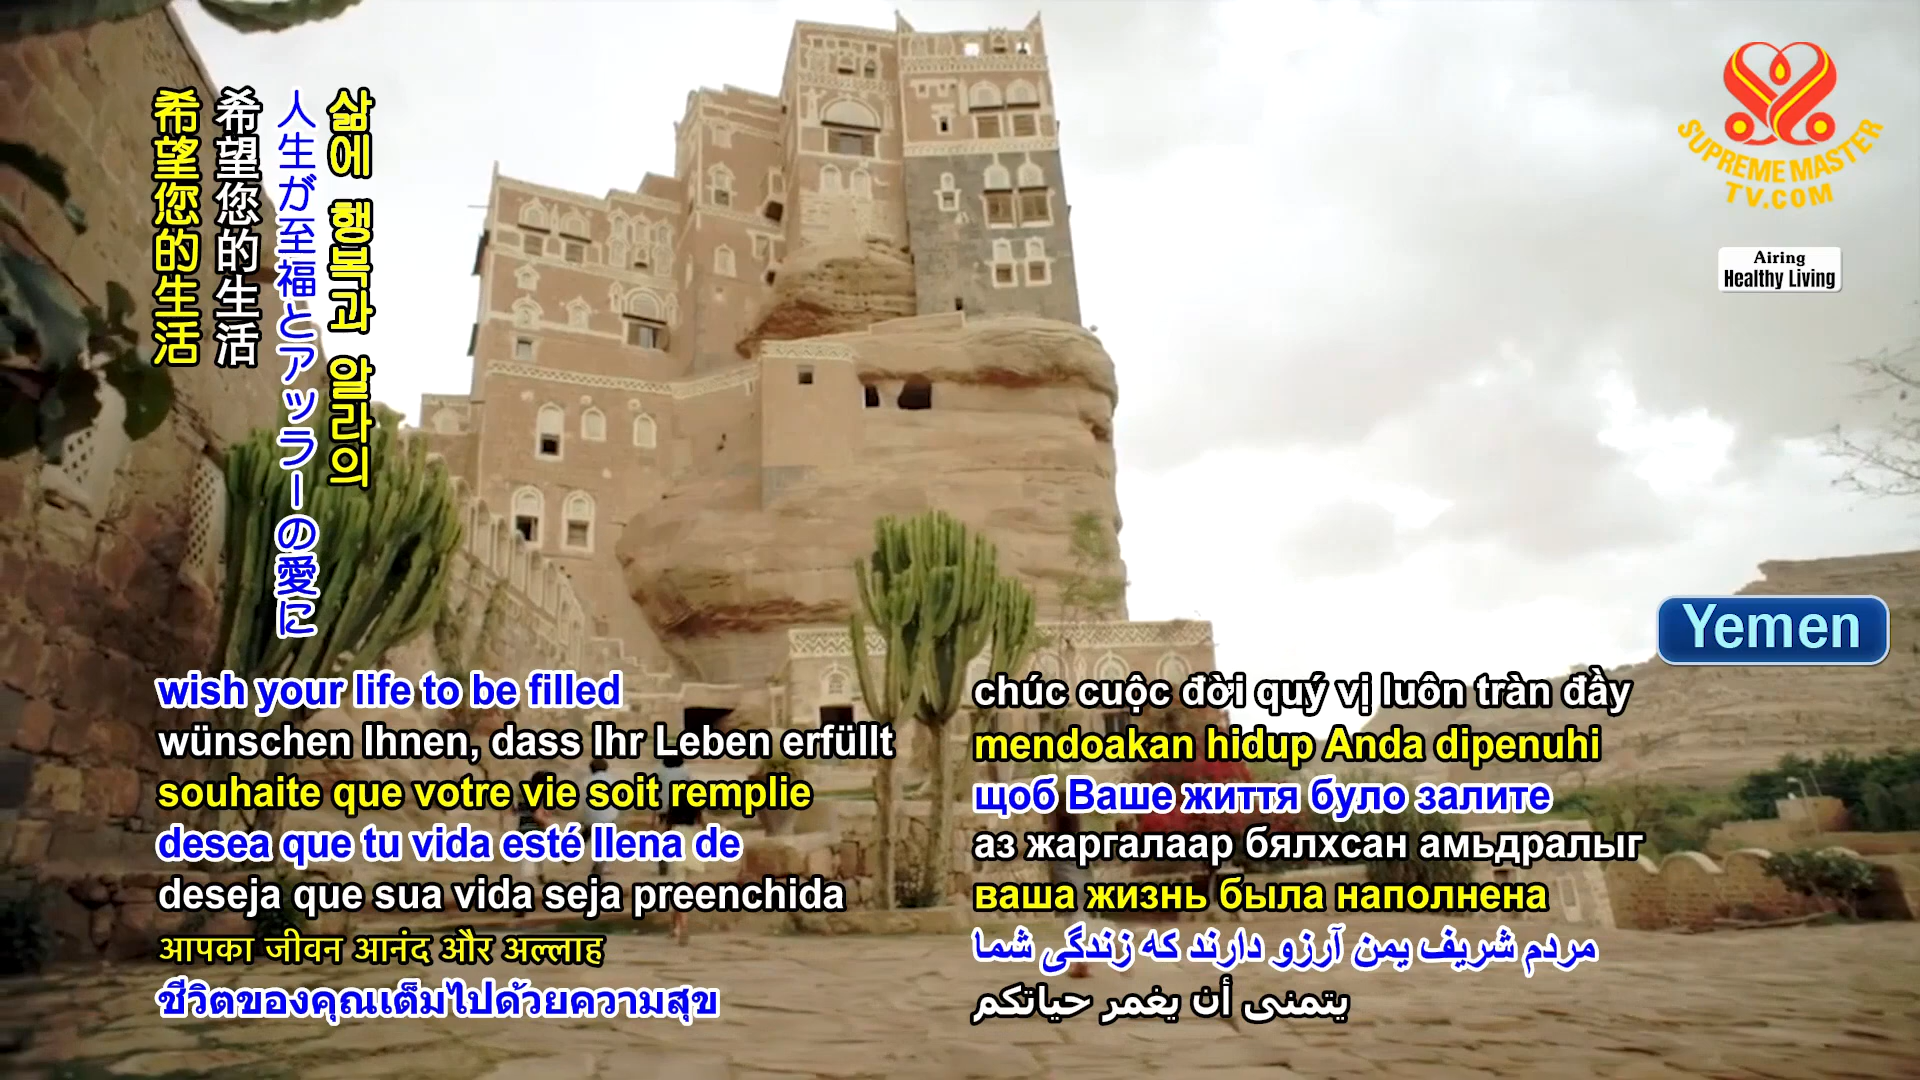 삶에 행복과 알라의
人生が至福とアッラーの愛に
希望您的生活
希望您的生活
SUPREME MASTER
TV.COM
Airing
Healthy Living
Yemen
wish your life to be filled
wünschen Ihnen, dass Ihr Leben erfüllt
souhaite que votre vie soit remplie
desea que tu vida esté llena de
deseja que sua vida seja preenchida
आपका जीवन आनंद और अल्लाह
ชีวิตของคุณเต็มไปด้วยความสุข
chúc cuộc đời quý vị luôn tràn đầy
mendoakan hidup Anda dipenuhi
щоб Ваше життя було залите
аз жаргалаар бялхсан амьдралыг
ваша жизнь была наполнена
مردم شریف یمن آرزو دارند که زندگی شما
يتمنى أن يغمر حياتكم